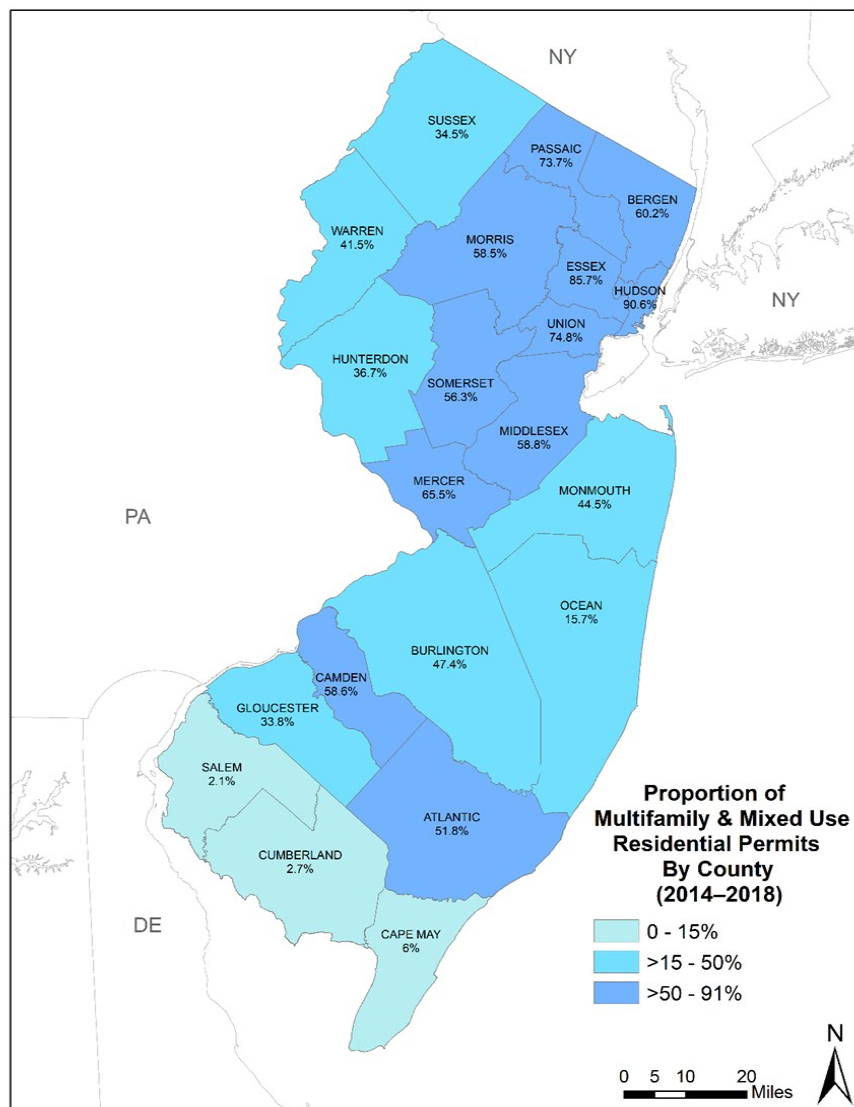 NY
SUSSEX
34.5%
PASSAIC
73.7%
BERGEN
60.2%
WARREN
41.5%
MORRIS
58.5%
ESSEX
85.7%
HUDSON
90.6%
NY
UNION
74.8%
HUNTERDON
36.7%
SOMERSET
56.3%
MIDDLESEX
58.8%
MERCER
65.5%
MONMOUTH
44.5%
PA
OCEAN
15.7%
BURLINGTON
47.4%
CAMDEN
58.6%
GLOUCESTER
33.8%
SALEM
2.1%
ATLANTIC
51.8%
CUMBERLAND
2.7%
DE
CAPE MAY
6%
Proportion of
Multifamily & Mixed Use
Residential Permits
By County
(2014–2018)
0 - 15%
>15 - 50%
>50 - 91%
N
0 5 10 20
Miles